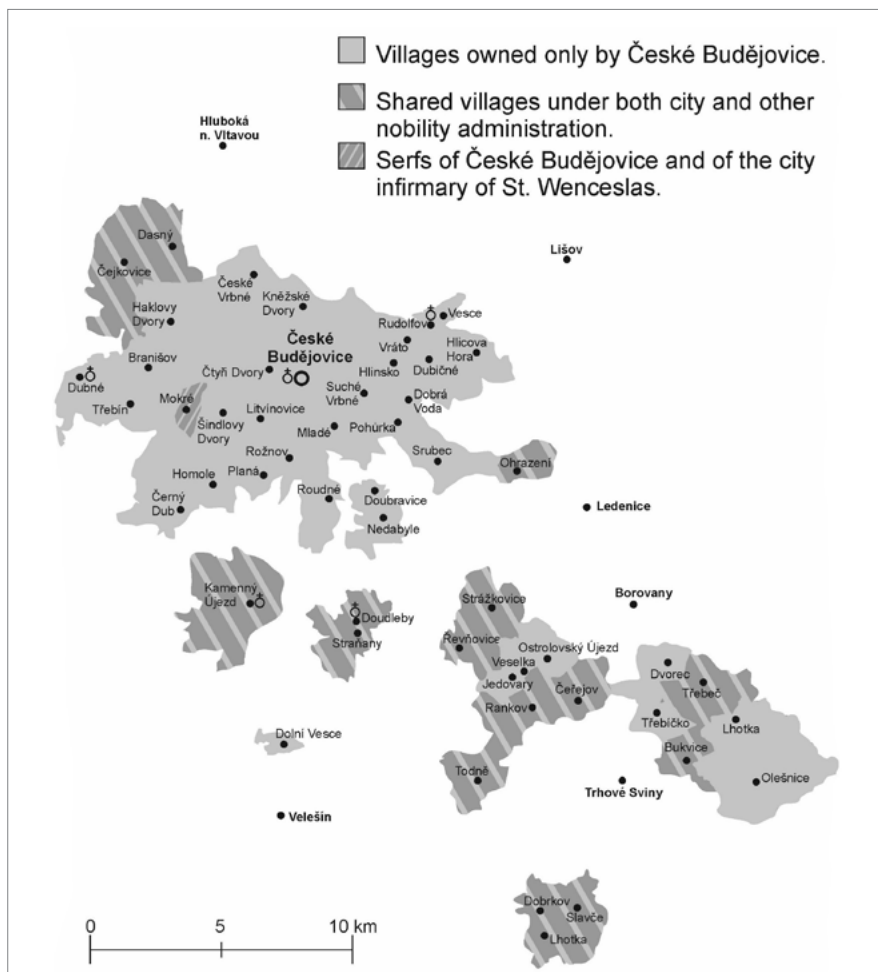 Villages owned only by České Budějovice.
Shared villages under both city and other
nobility administration.
Serfs of České Budějovice and of the city
infirmary of St. Wenceslas.
Hluboká
n. Vltavou
Lišov
Dasný
Čejkovice
České
Vrbné
Kněžské
Dvory
Haklovy
Dvory
Rudolfov
Vesce
Vráto
Hlicova
Hora
České
Budějovice
Branišov
Čtyři Dvory
Hlinsko
Dubičné
Dubné
Třebín
Mokré
Suché
Vrbné
Dobrá
Voda
Šindlovy
Dvory
Litvínovice
Mladé
Pohůrka
Rožnov
Srubec
Ohrazení
Homole
Planá
Roudné
Doubravice
Černý
Dub
Nedabyle
Ledenice
Kamenný
Újezd
Doudleby
Straňany
Strážkovice
Borovany
Řevňovice
Ostrolovský Újezd
Veselka
Jedovary
Čeřejov
Rankov
Dvorec
Třebeč
Třebíčko
Lhotka
Dolní Vesce
Bukvice
Todně
Olešnice
Trhové Sviny
Velešín
Dobrkov
Slavče
Lhotka
0 5 10 km